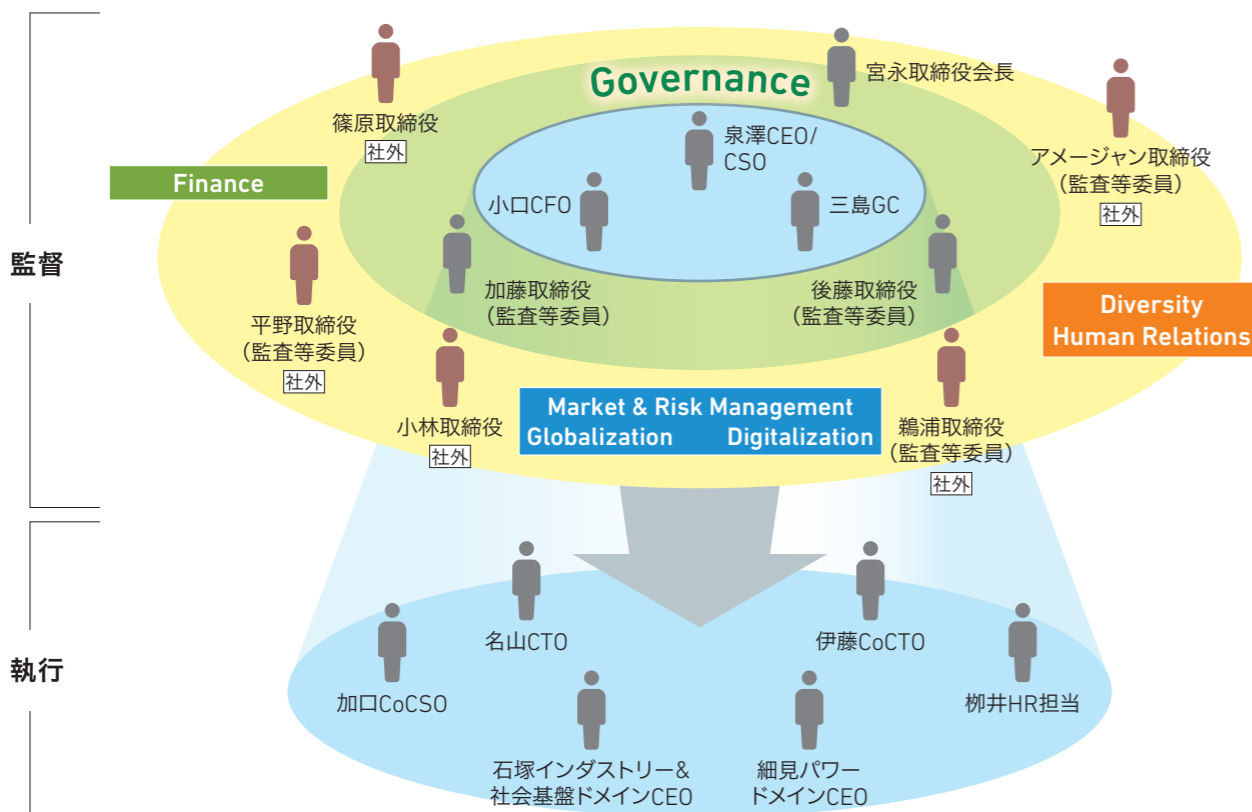 監督
Governance
宮永取締役会長
篠原取締役
社外
泉澤CEO/
CSO
アメージャン取締役
（監査等委員）
社外
Finance
小口CFO
三島GC
加藤取締役
（監査等委員）
後藤取締役
（監査等委員）
平野取締役
（監査等委員）
社外
Diversity
Human Relations
小林取締役
社外
Market & Risk Management
Globalization Digitalization
鵜浦取締役
（監査等委員）
社外
執行
名山CTO
伊藤CoCTO
加口CoCSO
栁井HR担当
石塚インダストリー&
社会基盤ドメインCEO
細見パワー
ドメインCEO